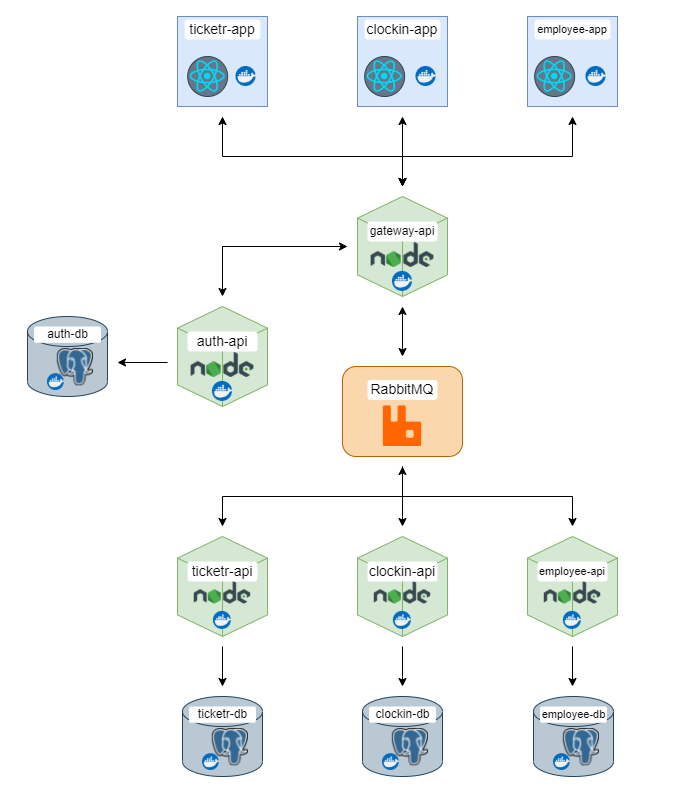 ticketr-app
clockin-app
employee-app
gateway-api
node
auth-db
auth-api
node
RabbitMQ
ticketr-api
node
clockin-api
node
employee-api
node
ticketr-db
clockin-db
employee-db